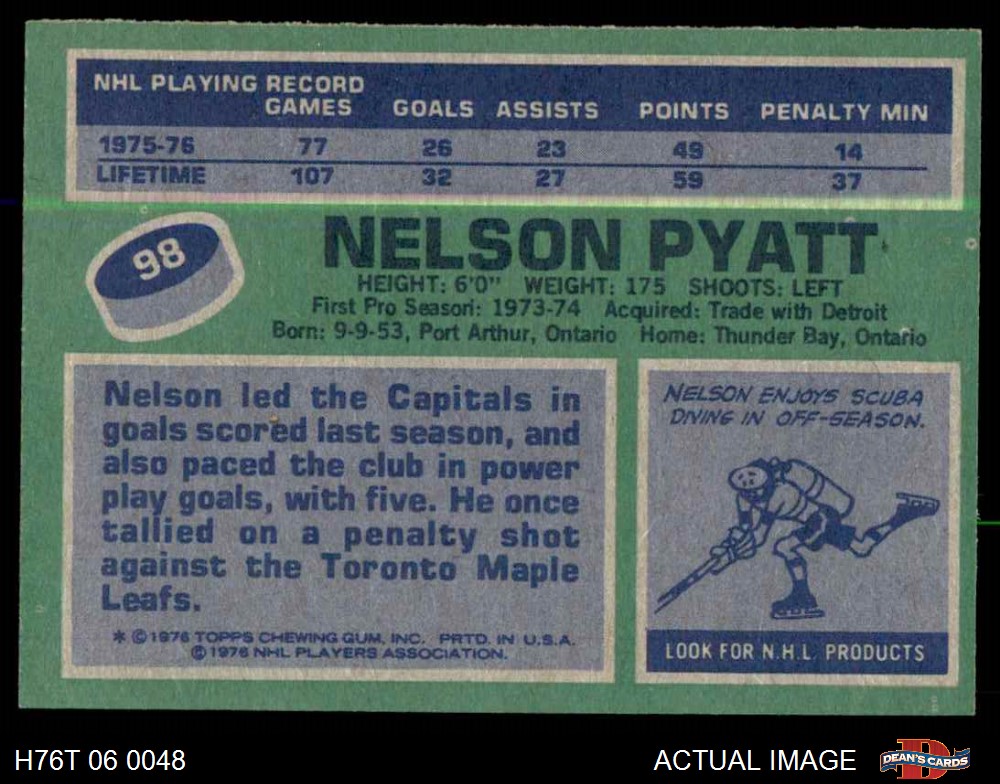 NHL PLAYING RECORD
GAMES GOALS ASSISTS POINTS PENALTY MIN
1975-76 77 26 23 49 14
LIFETIME 107 32 27 59 37
98
NELSON PYATT
HEIGHT: 6'0" WEIGHT: 175 SHOOTS: LEFT
First Pro Season: 1973-74 Acquired: Trade with Detroit
Born: 9-9-53, Port Arthur, Ontario Home: Thunder Bay, Ontario
Nelson led the Capitals in
goals scored last season, and
also paced the club in power
play goals, with five. He once
tallied on a penalty shot
against the Toronto Maple
Leafs.
* © 1976 TOPPS CHEWING GUM, INC. PRTD. IN U.S.A.
© 1976 NHL PLAYERS ASSOCIATION.
NELSON ENJOYS SCUBA
DIVING IN OFF-SEASON.
LOOK FOR N.H.L. PRODUCTS
H76T 06 0048
ACTUAL IMAGE
D
DEAN'S CARDS